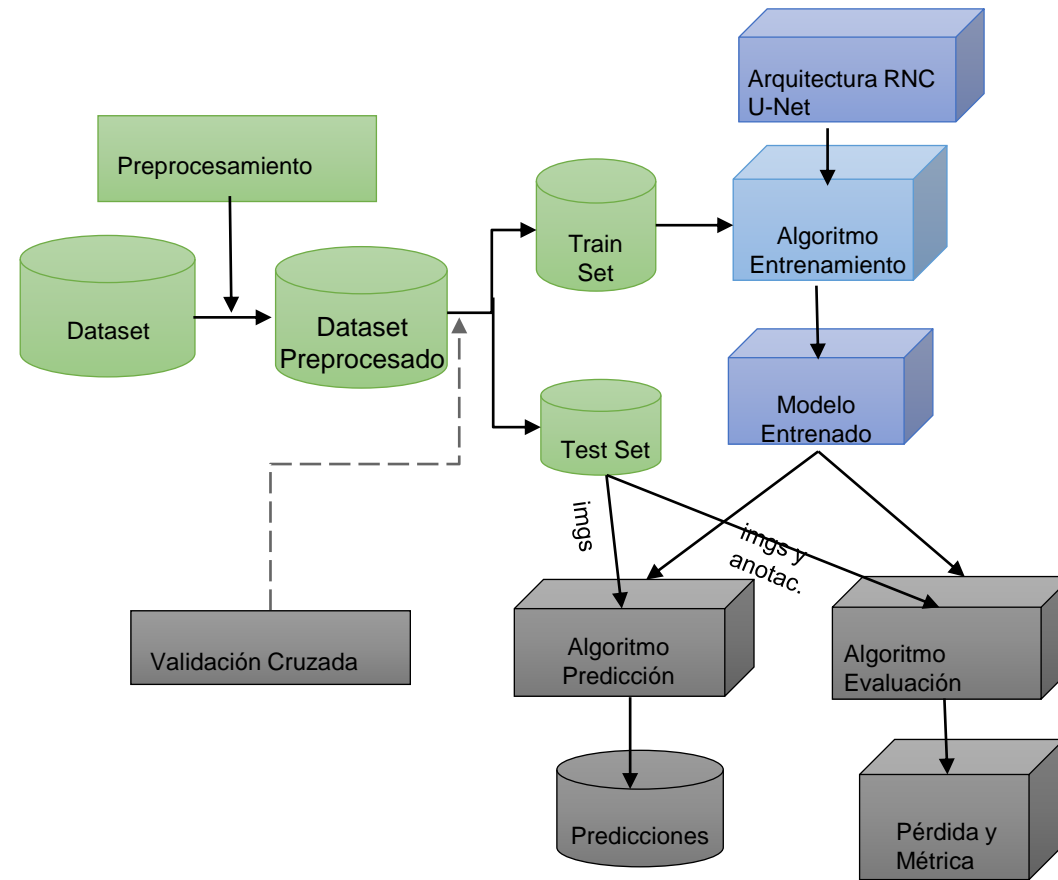 Arquitectura RNC
U-Net
Preprocesamiento
Train
Set
Algoritmo
Entrenamiento
Dataset
Dataset
Preprocesado
Modelo
Entrenado
Test Set
imgs
imgs y
anotac.
Validación Cruzada
Algoritmo
Predicción
Algoritmo
Evaluación
Predicciones
Pérdida y
Métrica